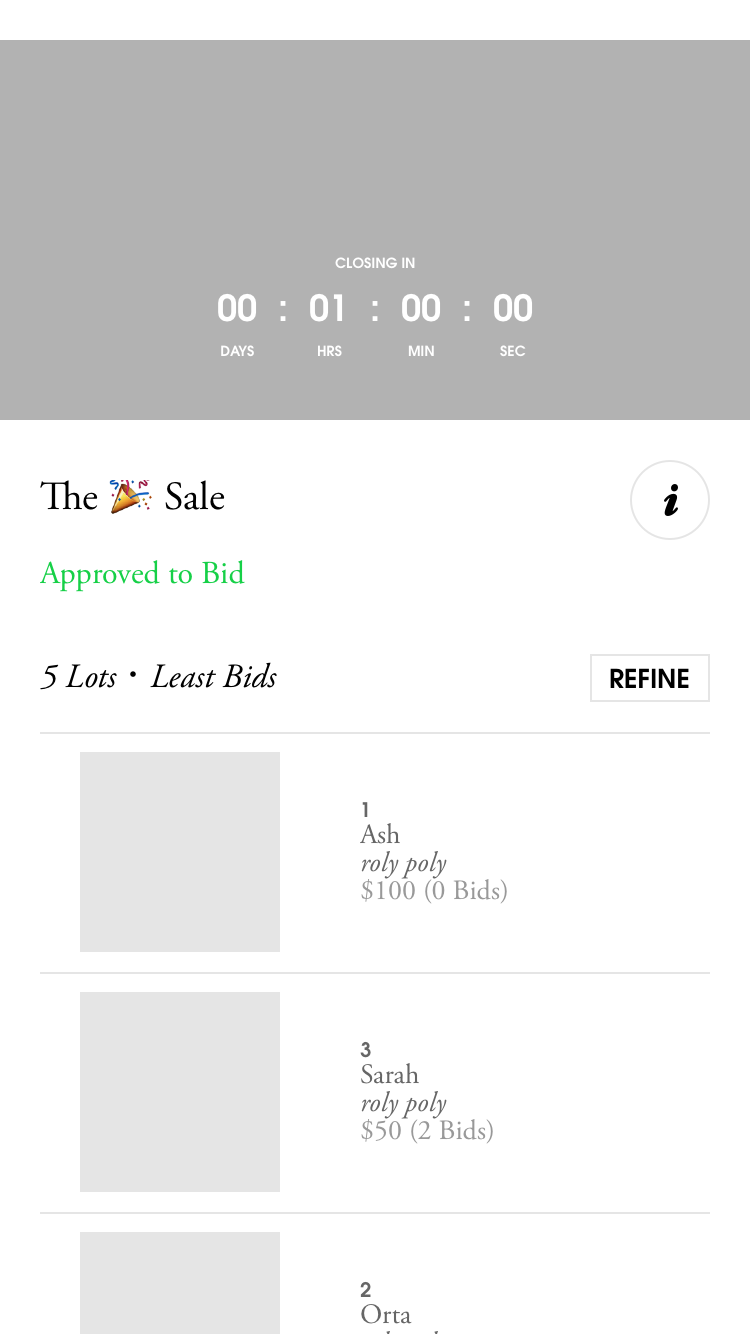 CLOSING IN
00 : 01 : 00 : 00
DAYS HRS MIN SEC
The 🎉 Sale
i
Approved to Bid
5 Lots • Least Bids
REFINE
1
Ash
roly poly
$100 (0 Bids)
3
Sarah
roly poly
$50 (2 Bids)
2
Orta